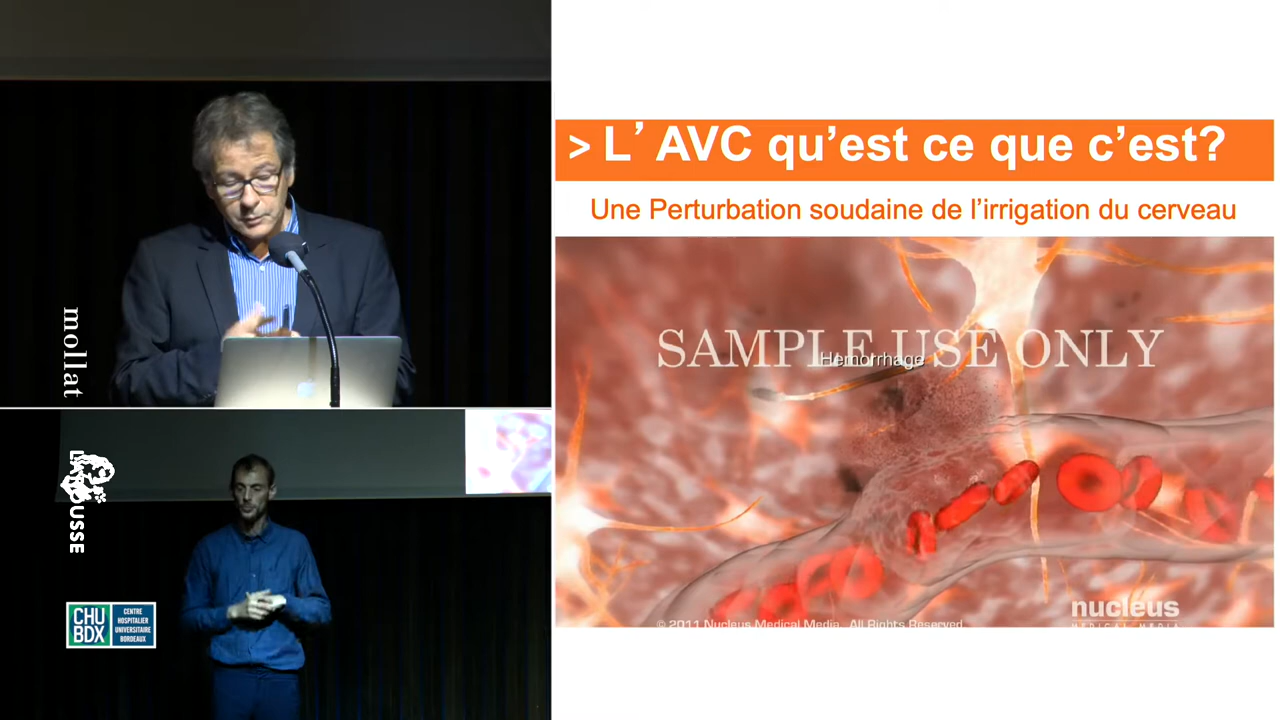 mollat
LAROUSSE
CHU
BDX
CENTRE
HOSPITALIER
UNIVERSITAIRE
BORDEAUX
> L’ AVC qu’est ce que c’est?
Une Perturbation soudaine de l’irrigation du cerveau
SAMPLE USE ONLY
Hemorrhage
nucleus
MEDICAL MEDIA
© 2011 Nucleus Medical Media, All Rights Reserved